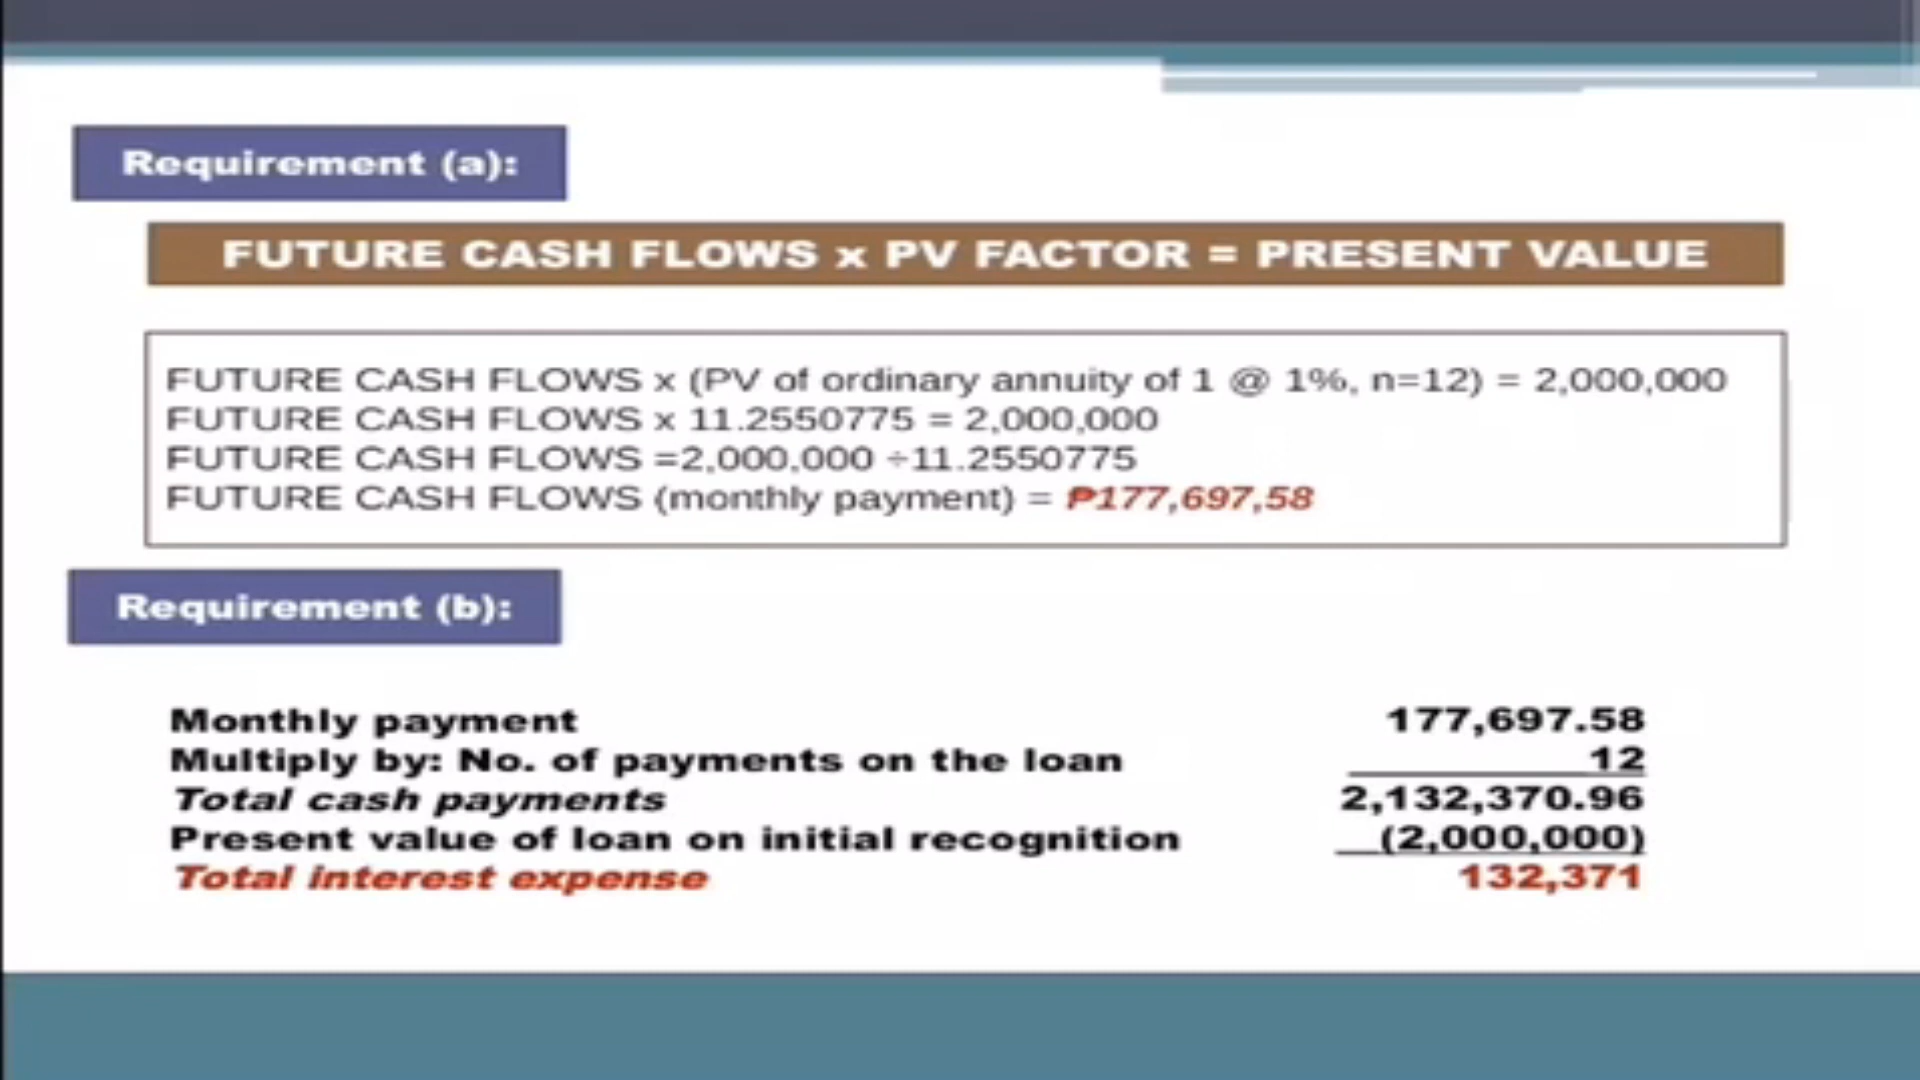 Requirement (a):
FUTURE CASH FLOWS x PV FACTOR = PRESENT VALUE
FUTURE CASH FLOWS x (PV of ordinary annuity of 1 @ 1%, n=12) = 2,000,000
FUTURE CASH FLOWS x 11.2550775 = 2,000,000
FUTURE CASH FLOWS =2,000,000 ÷11.2550775
FUTURE CASH FLOWS (monthly payment) = ₱177,697,58
Requirement (b):
Monthly payment 177,697.58
Multiply by: No. of payments on the loan 12
Total cash payments 2,132,370.96
Present value of loan on initial recognition (2,000,000)
Total interest expense 132,371